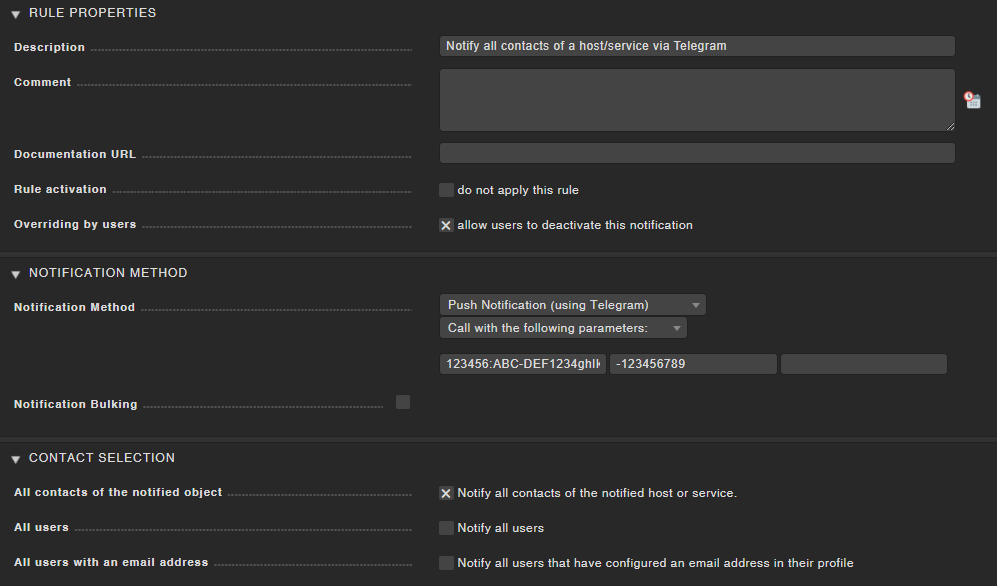 RULE PROPERTIES
Description Notify all contacts of a host/service via Telegram
Comment
Documentation URL
Rule activation do not apply this rule
Overriding by users allow users to deactivate this notification
NOTIFICATION METHOD
Notification Method Push Notification (using Telegram)
Call with the following parameters:
123456:ABC-DEF1234ghIk -123456789
Notification Bulking
CONTACT SELECTION
All contacts of the notified object Notify all contacts of the notified host or service.
All users Notify all users
All users with an email address Notify all users that have configured an email address in their profile